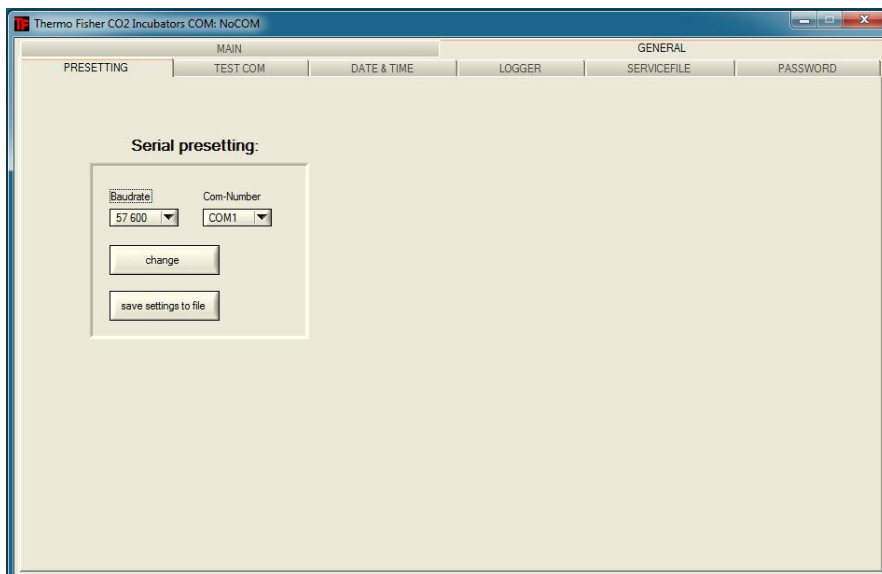 TF Thermo Fisher CO2 Incubators COM: NoCOM
MAIN GENERAL
PRESETTING TEST COM DATE & TIME LOGGER SERVICEFILE PASSWORD
Serial presetting:
Baudrate Com-Number
57 600 COM1
change
save settings to file